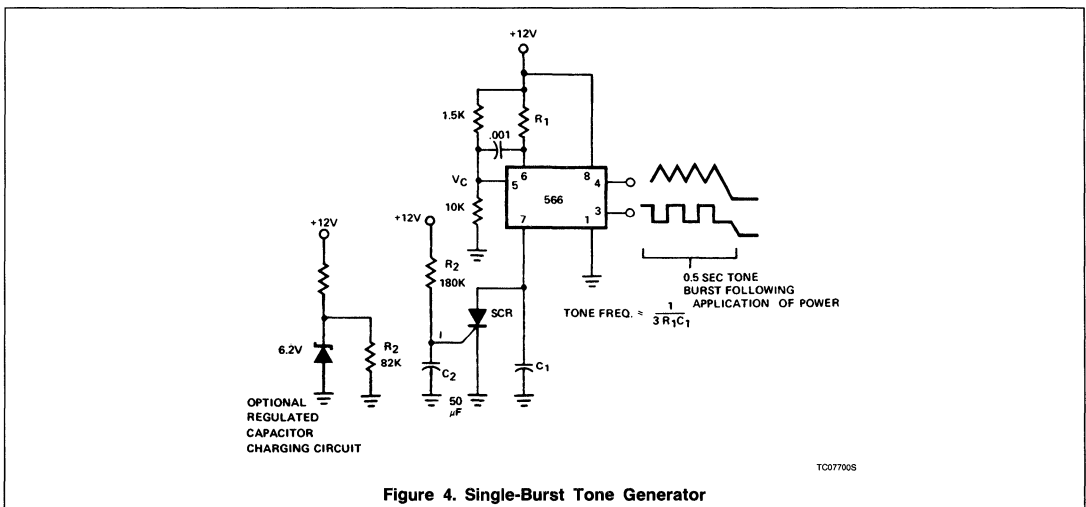 +12V
1.5K
R1
.001
VC
6
8
5
566
4
3
10K
7
1
+12V
+12V
R2
180K
0.5 SEC TONE
BURST FOLLOWING
APPLICATION OF POWER
SCR
TONE FREQ. ≈ 1
3 R1C1
I
6.2V
R2
82K
C2
C1
50
μF
OPTIONAL
REGULATED
CAPACITOR
CHARGING CIRCUIT
TC07700S
Figure 4. Single-Burst Tone Generator